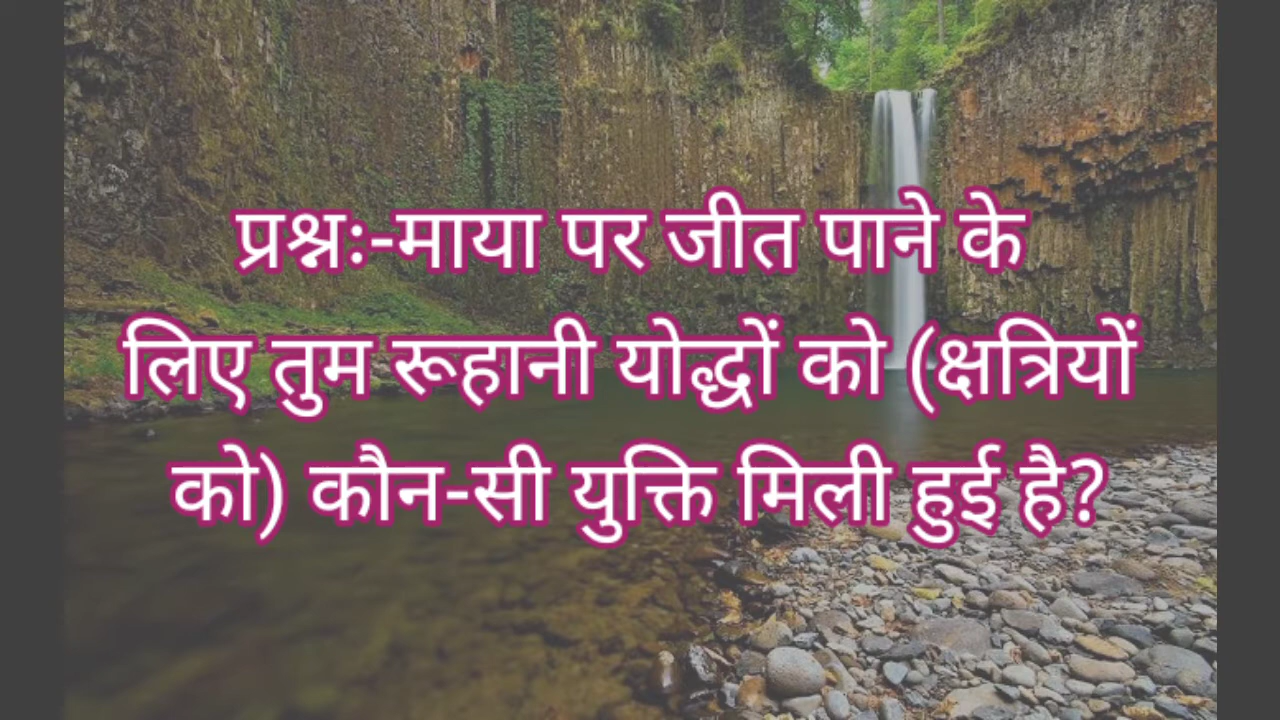 प्रश्नः-माया पर जीत पाने के
लिए तुम रूहानी योद्धों को (क्षत्रियों
को) कौन-सी युक्ति मिली हुई है?